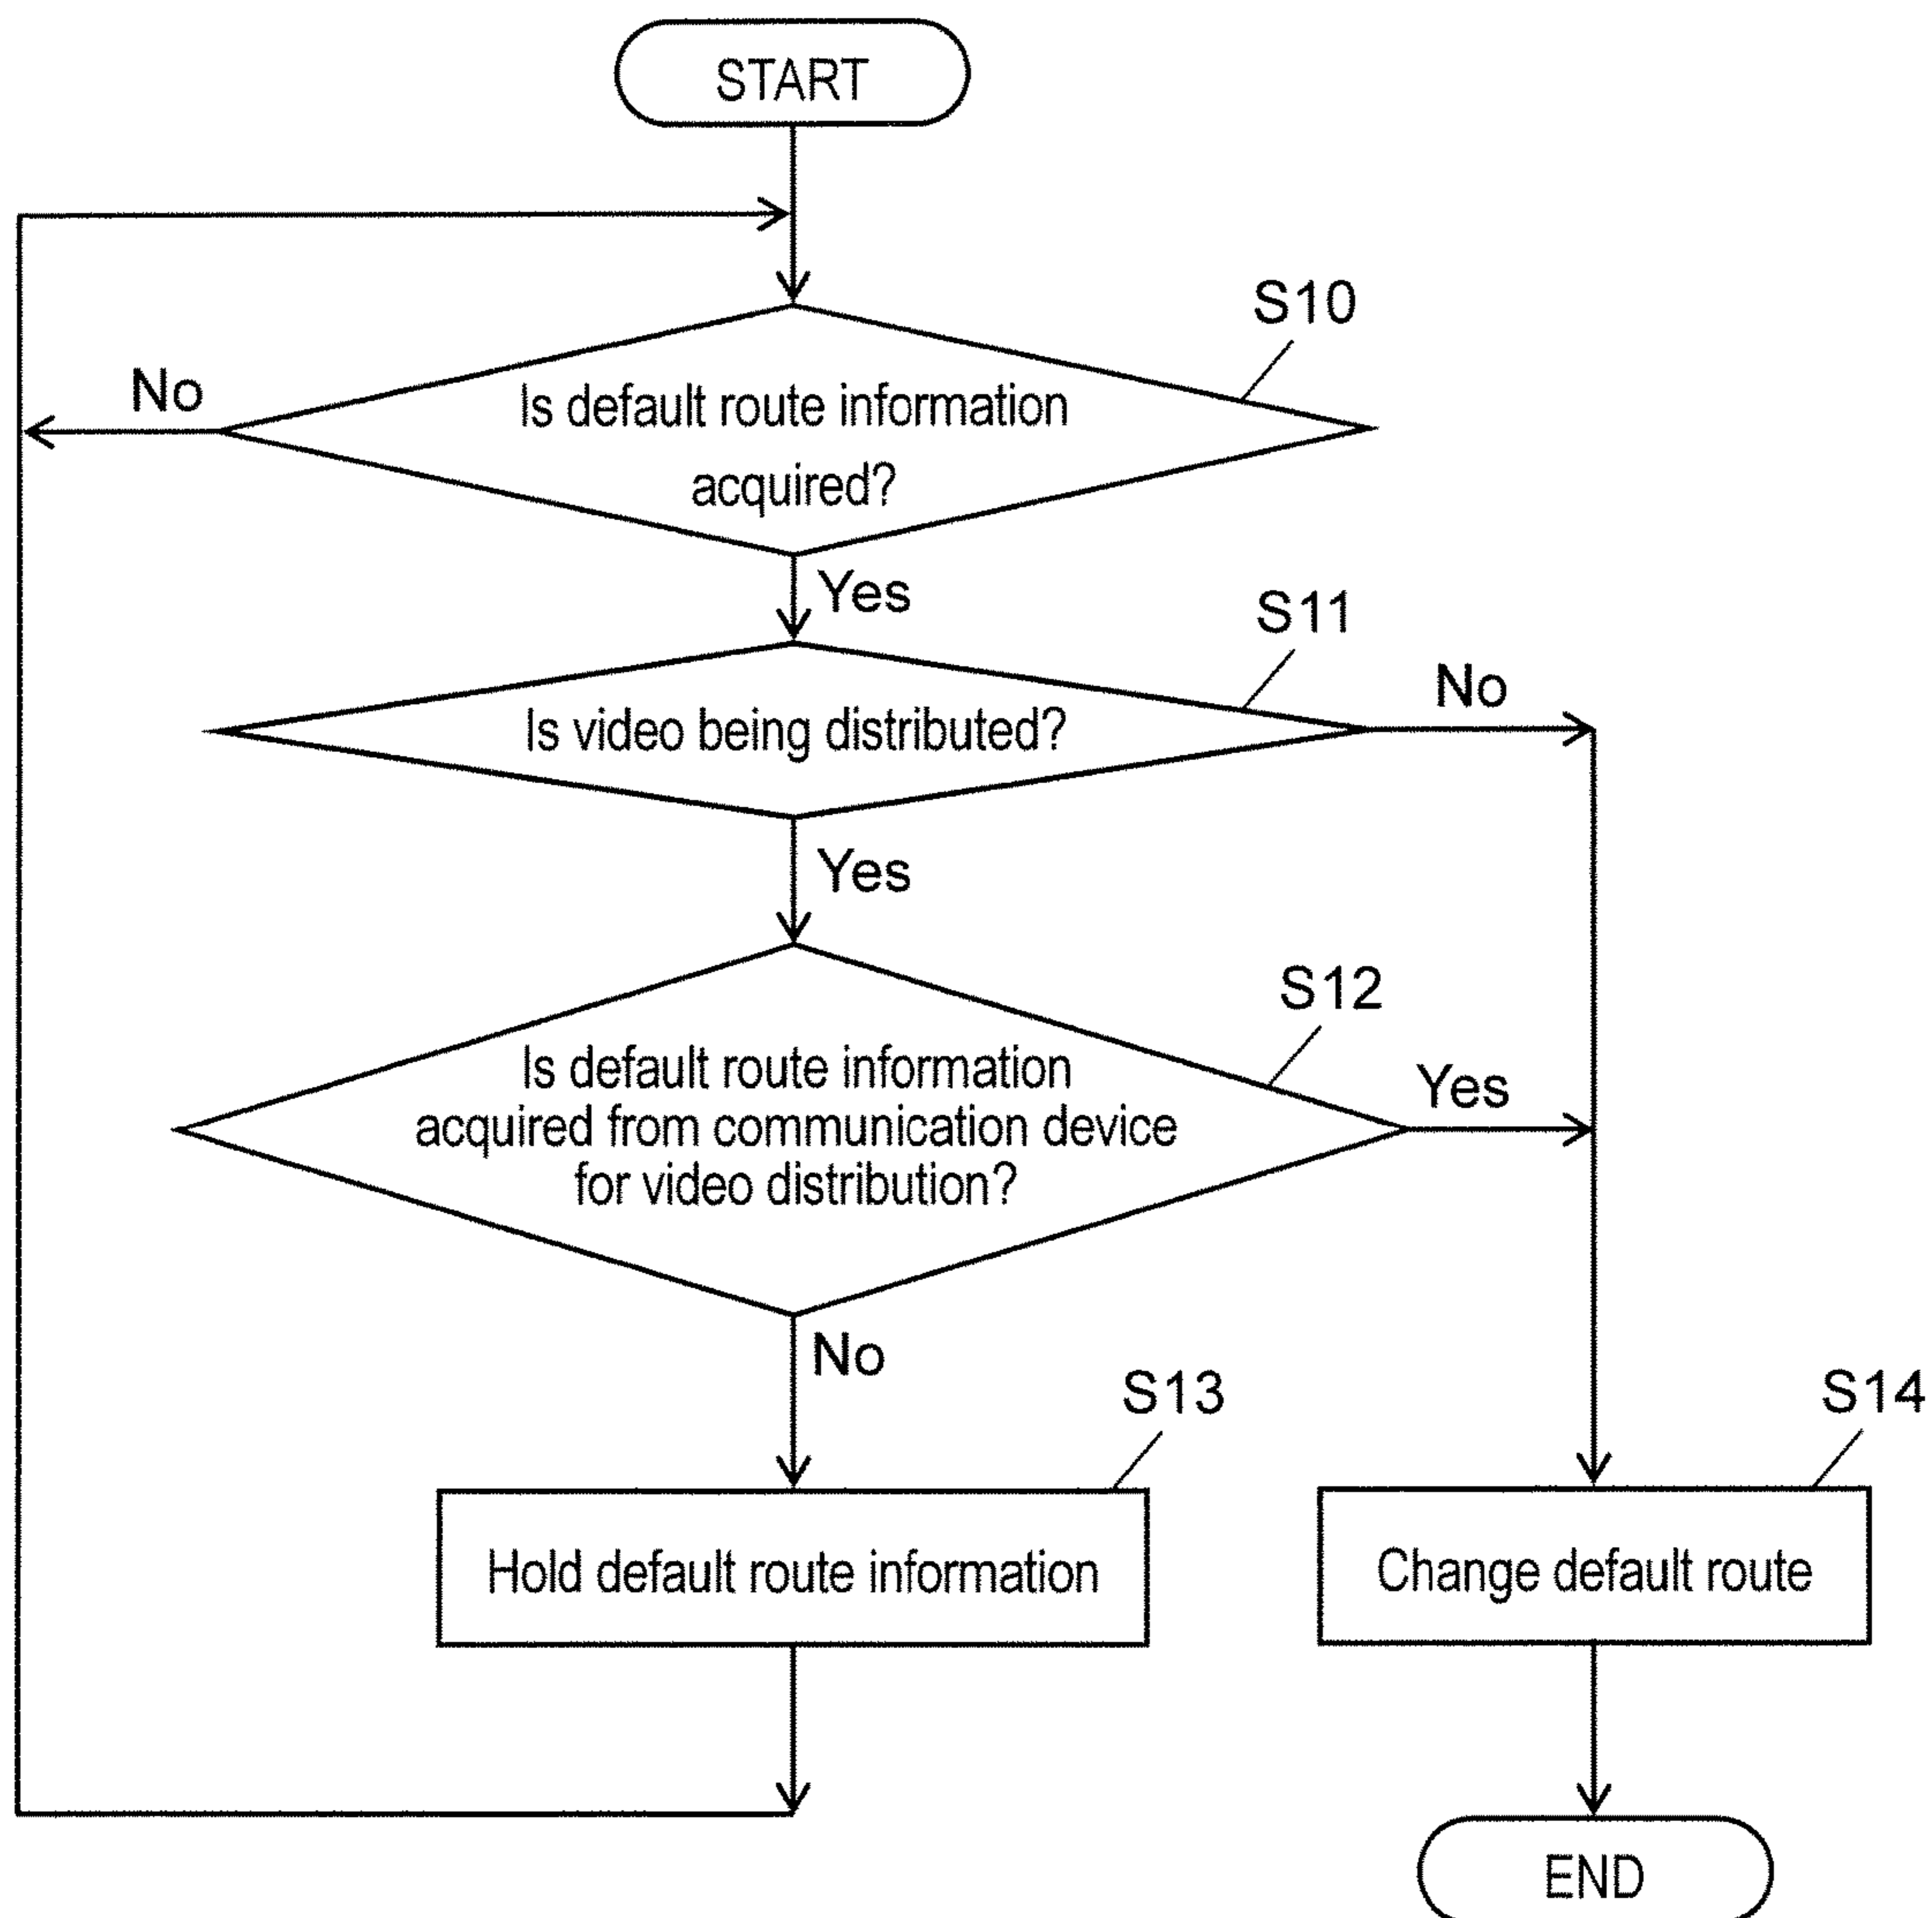 START
S10
No
Is default route information
acquired?
Yes
S11
No
Is video being distributed?
Yes
S12
Is default route information
acquired from communication device
for video distribution?
Yes
No
S13
S14
Hold default route information
Change default route
END